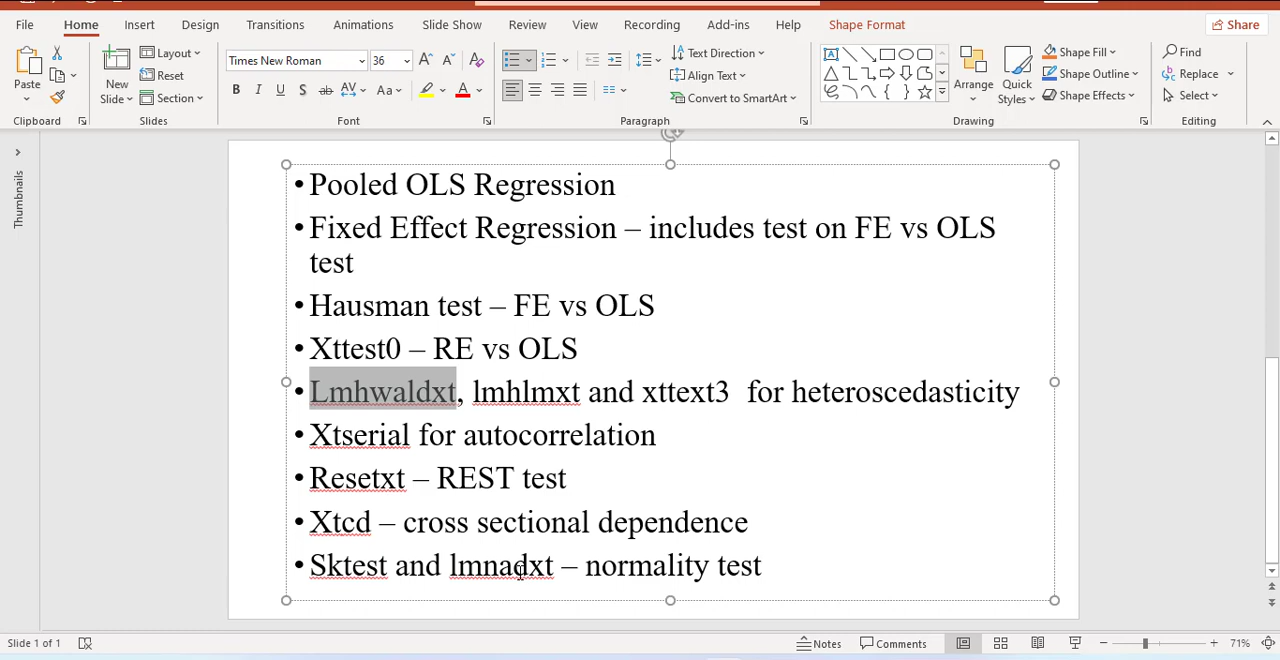 File Home Insert Design Transitions Animations Slide Show Review View Recording Add-ins Help Shape Format Share
Paste
New Slide
Layout
Reset
Section
Times New Roman 36
B I U S ab AV Aa A
Text Direction
Align Text
Convert to SmartArt
Arrange
Quick Styles
Shape Fill
Shape Outline
Shape Effects
Find
Replace
Select
Clipboard Slides Font Paragraph Drawing Editing
Thumbnails
• Pooled OLS Regression
• Fixed Effect Regression – includes test on FE vs OLS
test
• Hausman test – FE vs OLS
• Xttest0 – RE vs OLS
• Lmhwaldxt, lmhlmxt and xttext3 for heteroscedasticity
• Xtserial for autocorrelation
• Resetxt – REST test
• Xtcd – cross sectional dependence
• Sktest and lmnadxt – normality test
Slide 1 of 1 Notes Comments 71%